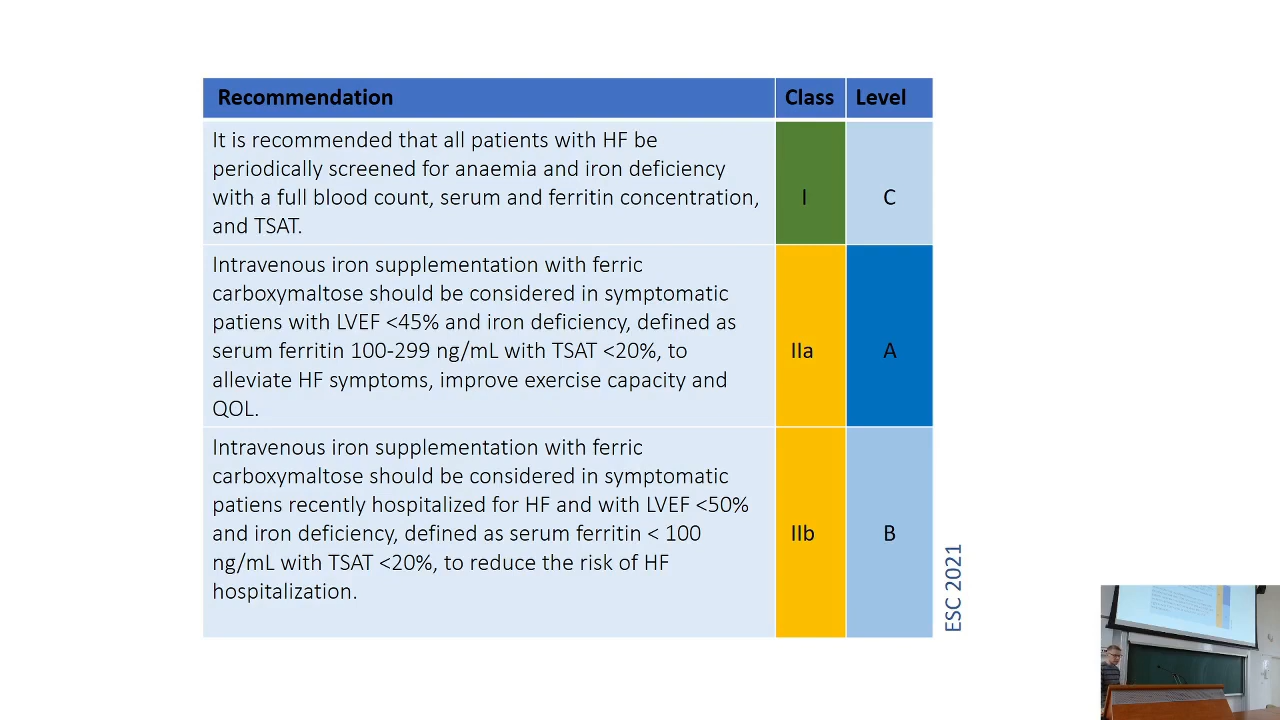 Recommendation Class Level
It is recommended that all patients with HF be
periodically screened for anaemia and iron deficiency
with a full blood count, serum and ferritin concentration,
and TSAT.
I C
Intravenous iron supplementation with ferric
carboxymaltose should be considered in symptomatic
patiens with LVEF <45% and iron deficiency, defined as
serum ferritin 100-299 ng/mL with TSAT <20%, to
alleviate HF symptoms, improve exercise capacity and
QOL.
IIa A
Intravenous iron supplementation with ferric
carboxymaltose should be considered in symptomatic
patiens recently hospitalized for HF and with LVEF <50%
and iron deficiency, defined as serum ferritin < 100
ng/mL with TSAT <20%, to reduce the risk of HF
hospitalization.
IIb B
ESC 2021